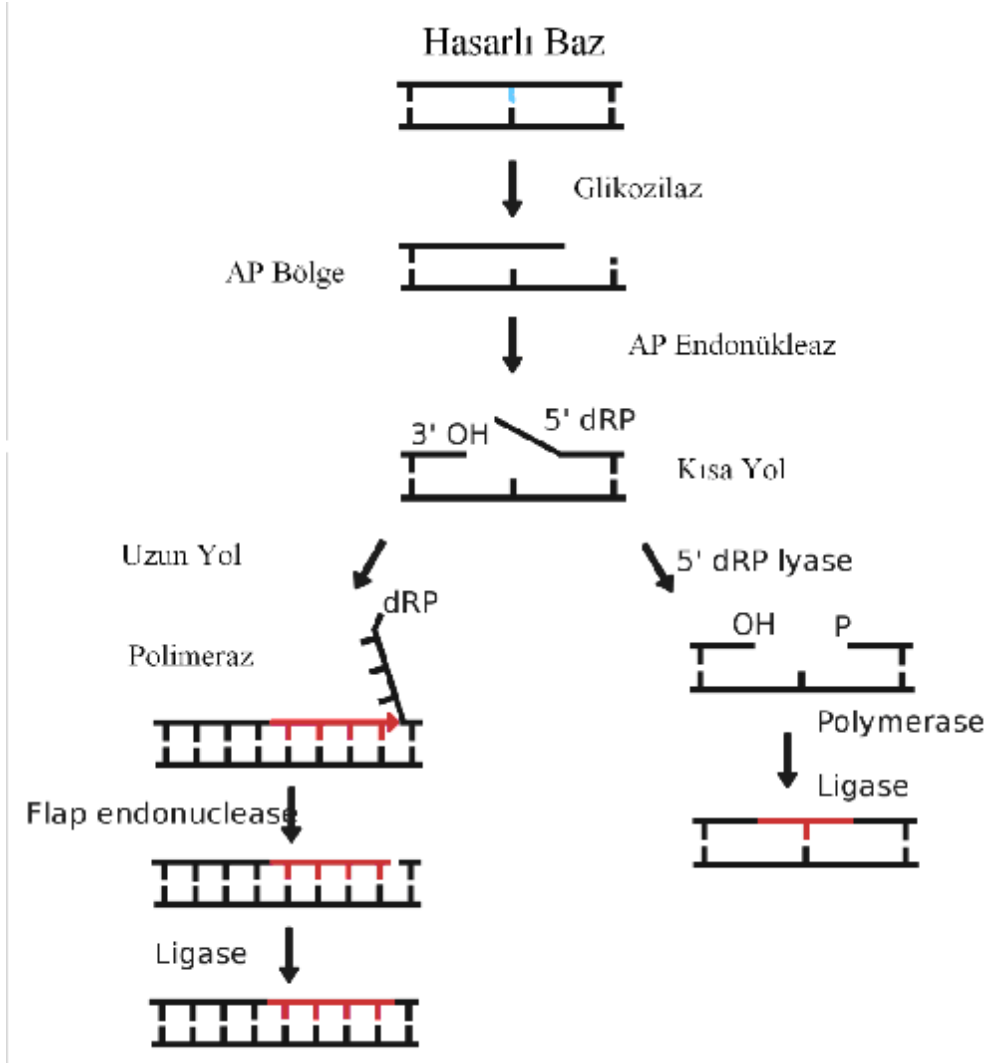 Hasarlı Baz
Glikozilaz
AP Bölge
AP Endonükleaz
3' OH
5' dRP
Kısa Yol
Uzun Yol
5' dRP lyase
dRP
Polimeraz
OH
P
Polymerase
Ligase
Flap endonuclease
Ligase